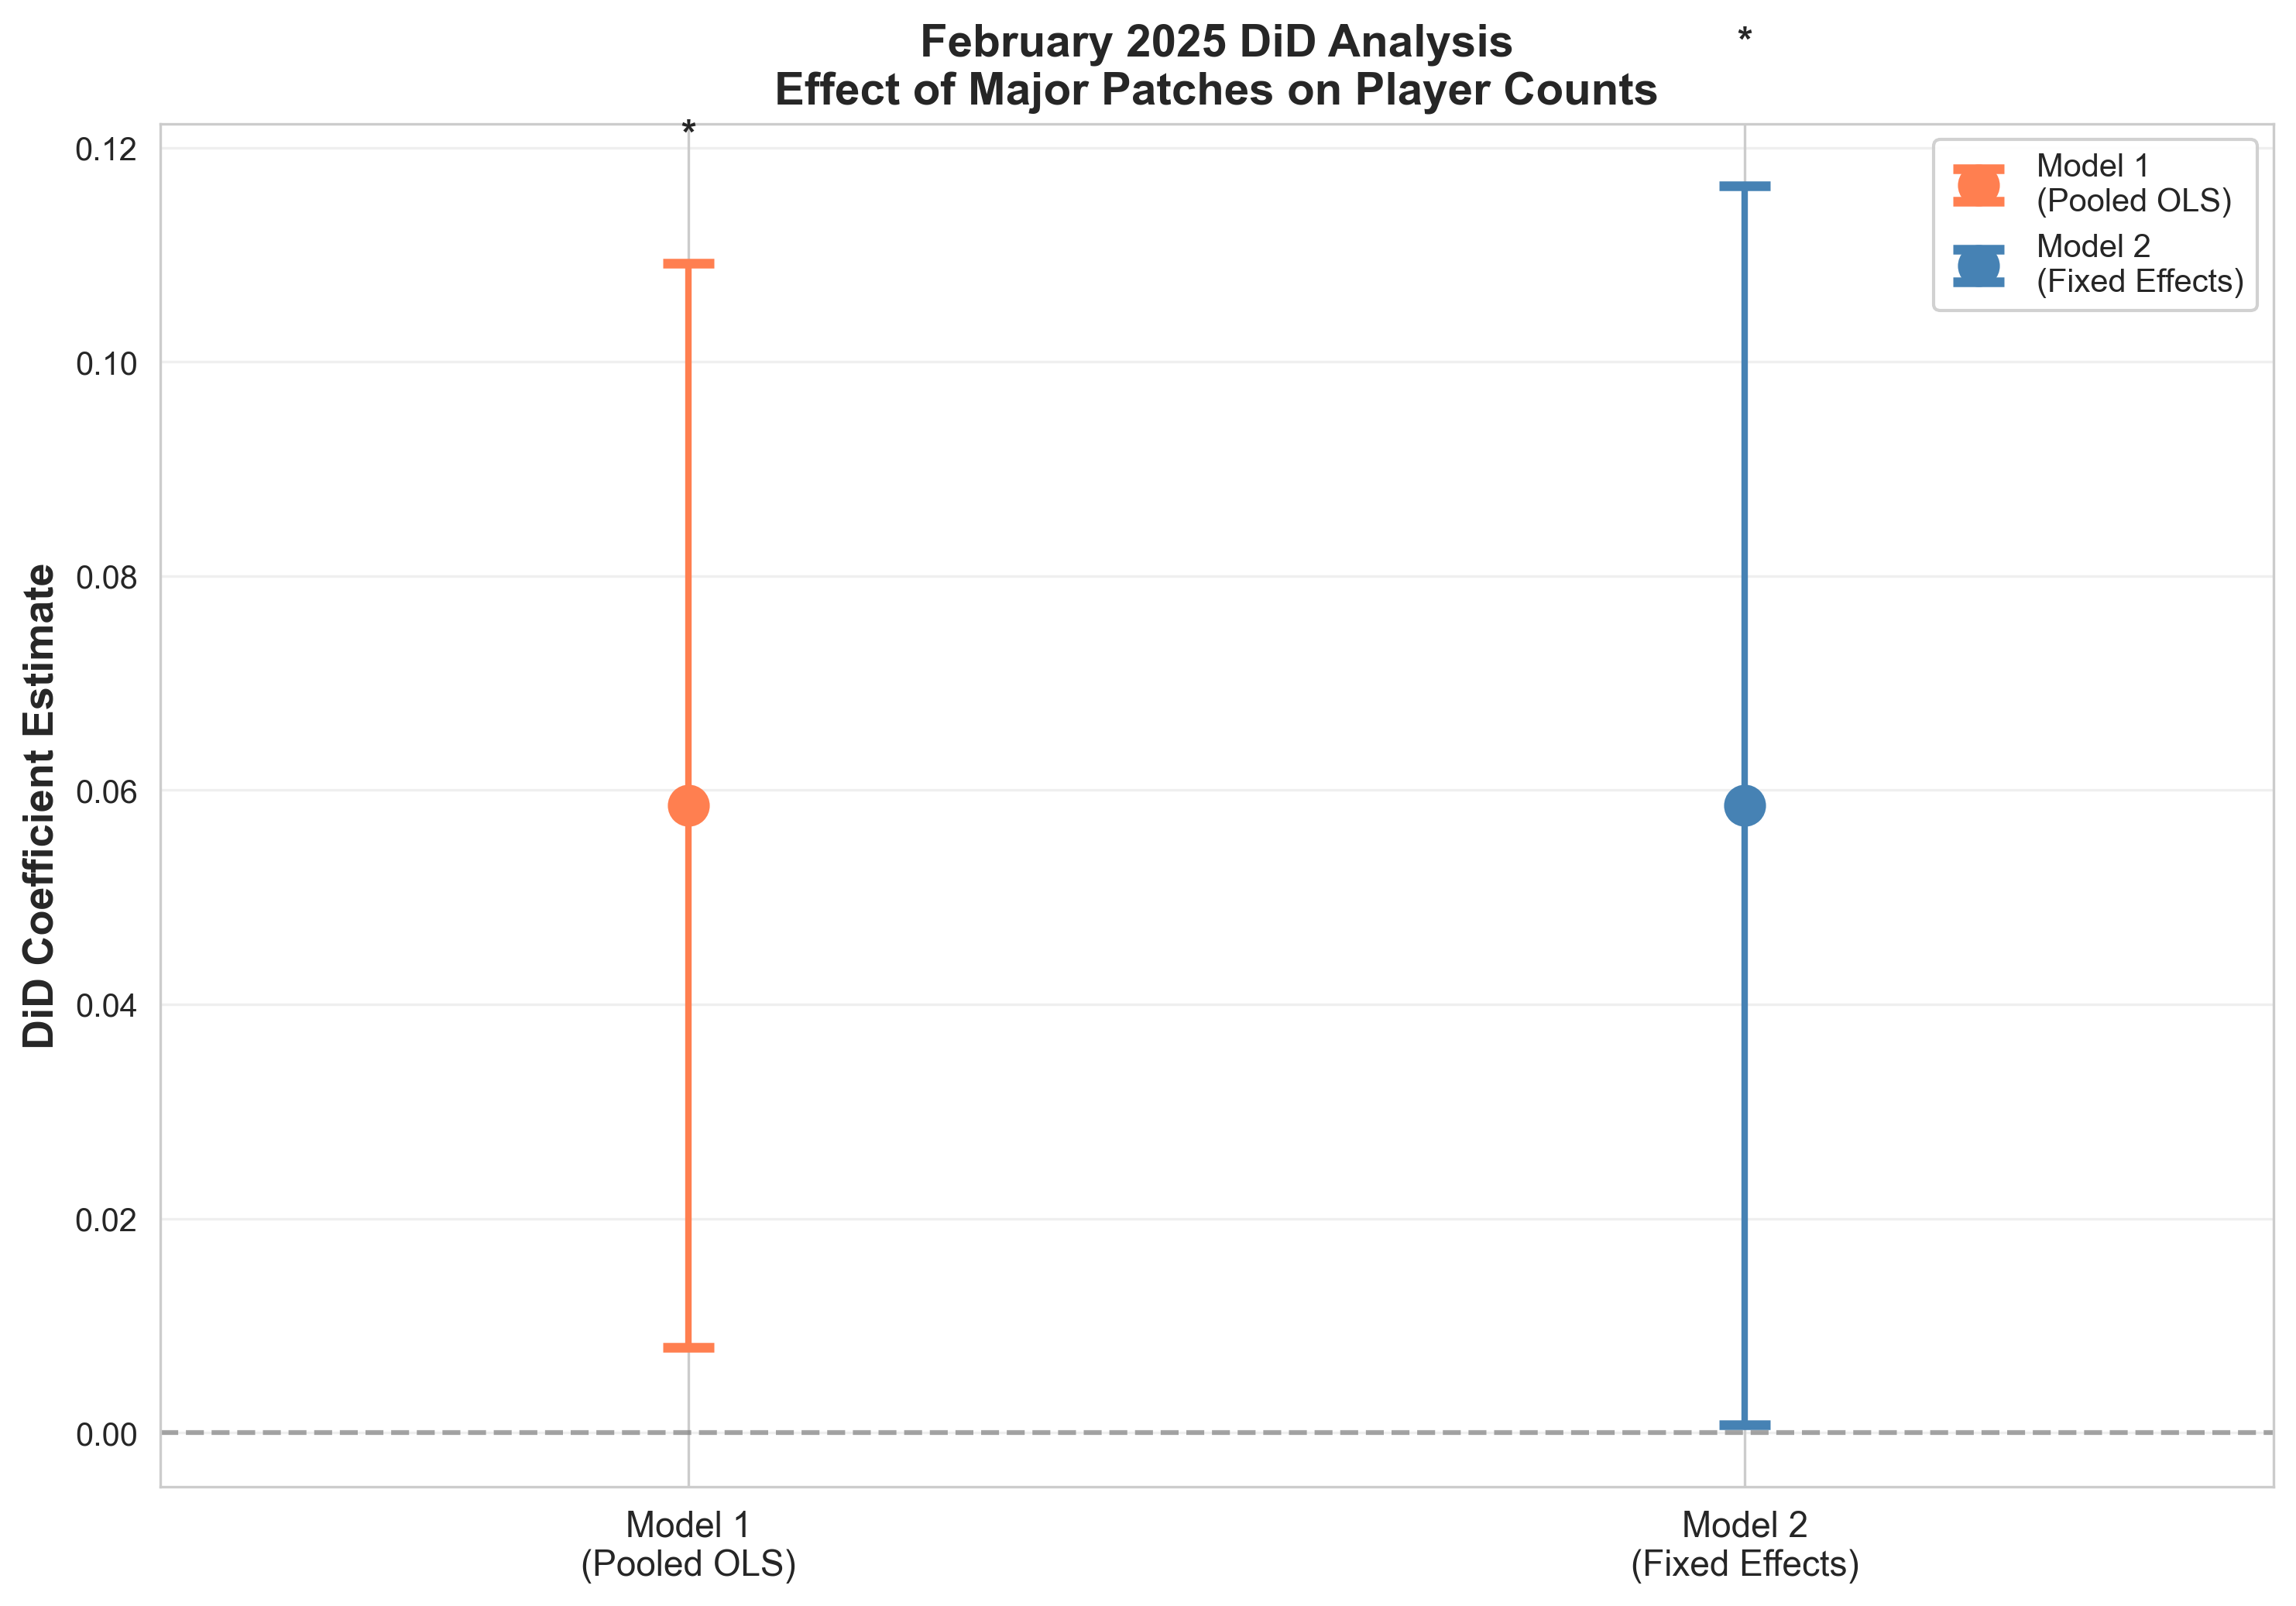 *
February 2025 DiD Analysis
Effect of Major Patches on Player Counts
*
DiD Coefficient Estimate
0.12
0.10
0.08
0.06
0.04
0.02
0.00
Model 1
(Pooled OLS)
Model 2
(Fixed Effects)
Model 1
(Pooled OLS)
Model 2
(Fixed Effects)